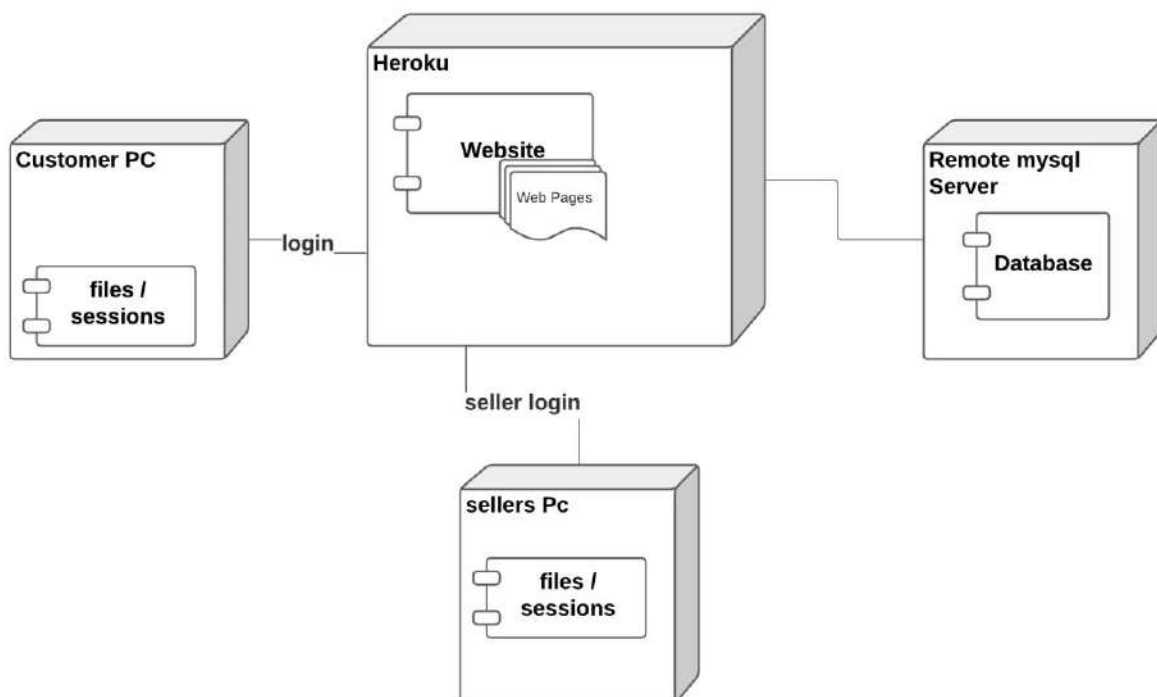 Heroku
Website
Web Pages
Customer PC
files /
sessions
login
Remote mysql
Server
Database
seller login
sellers Pc
files /
sessions